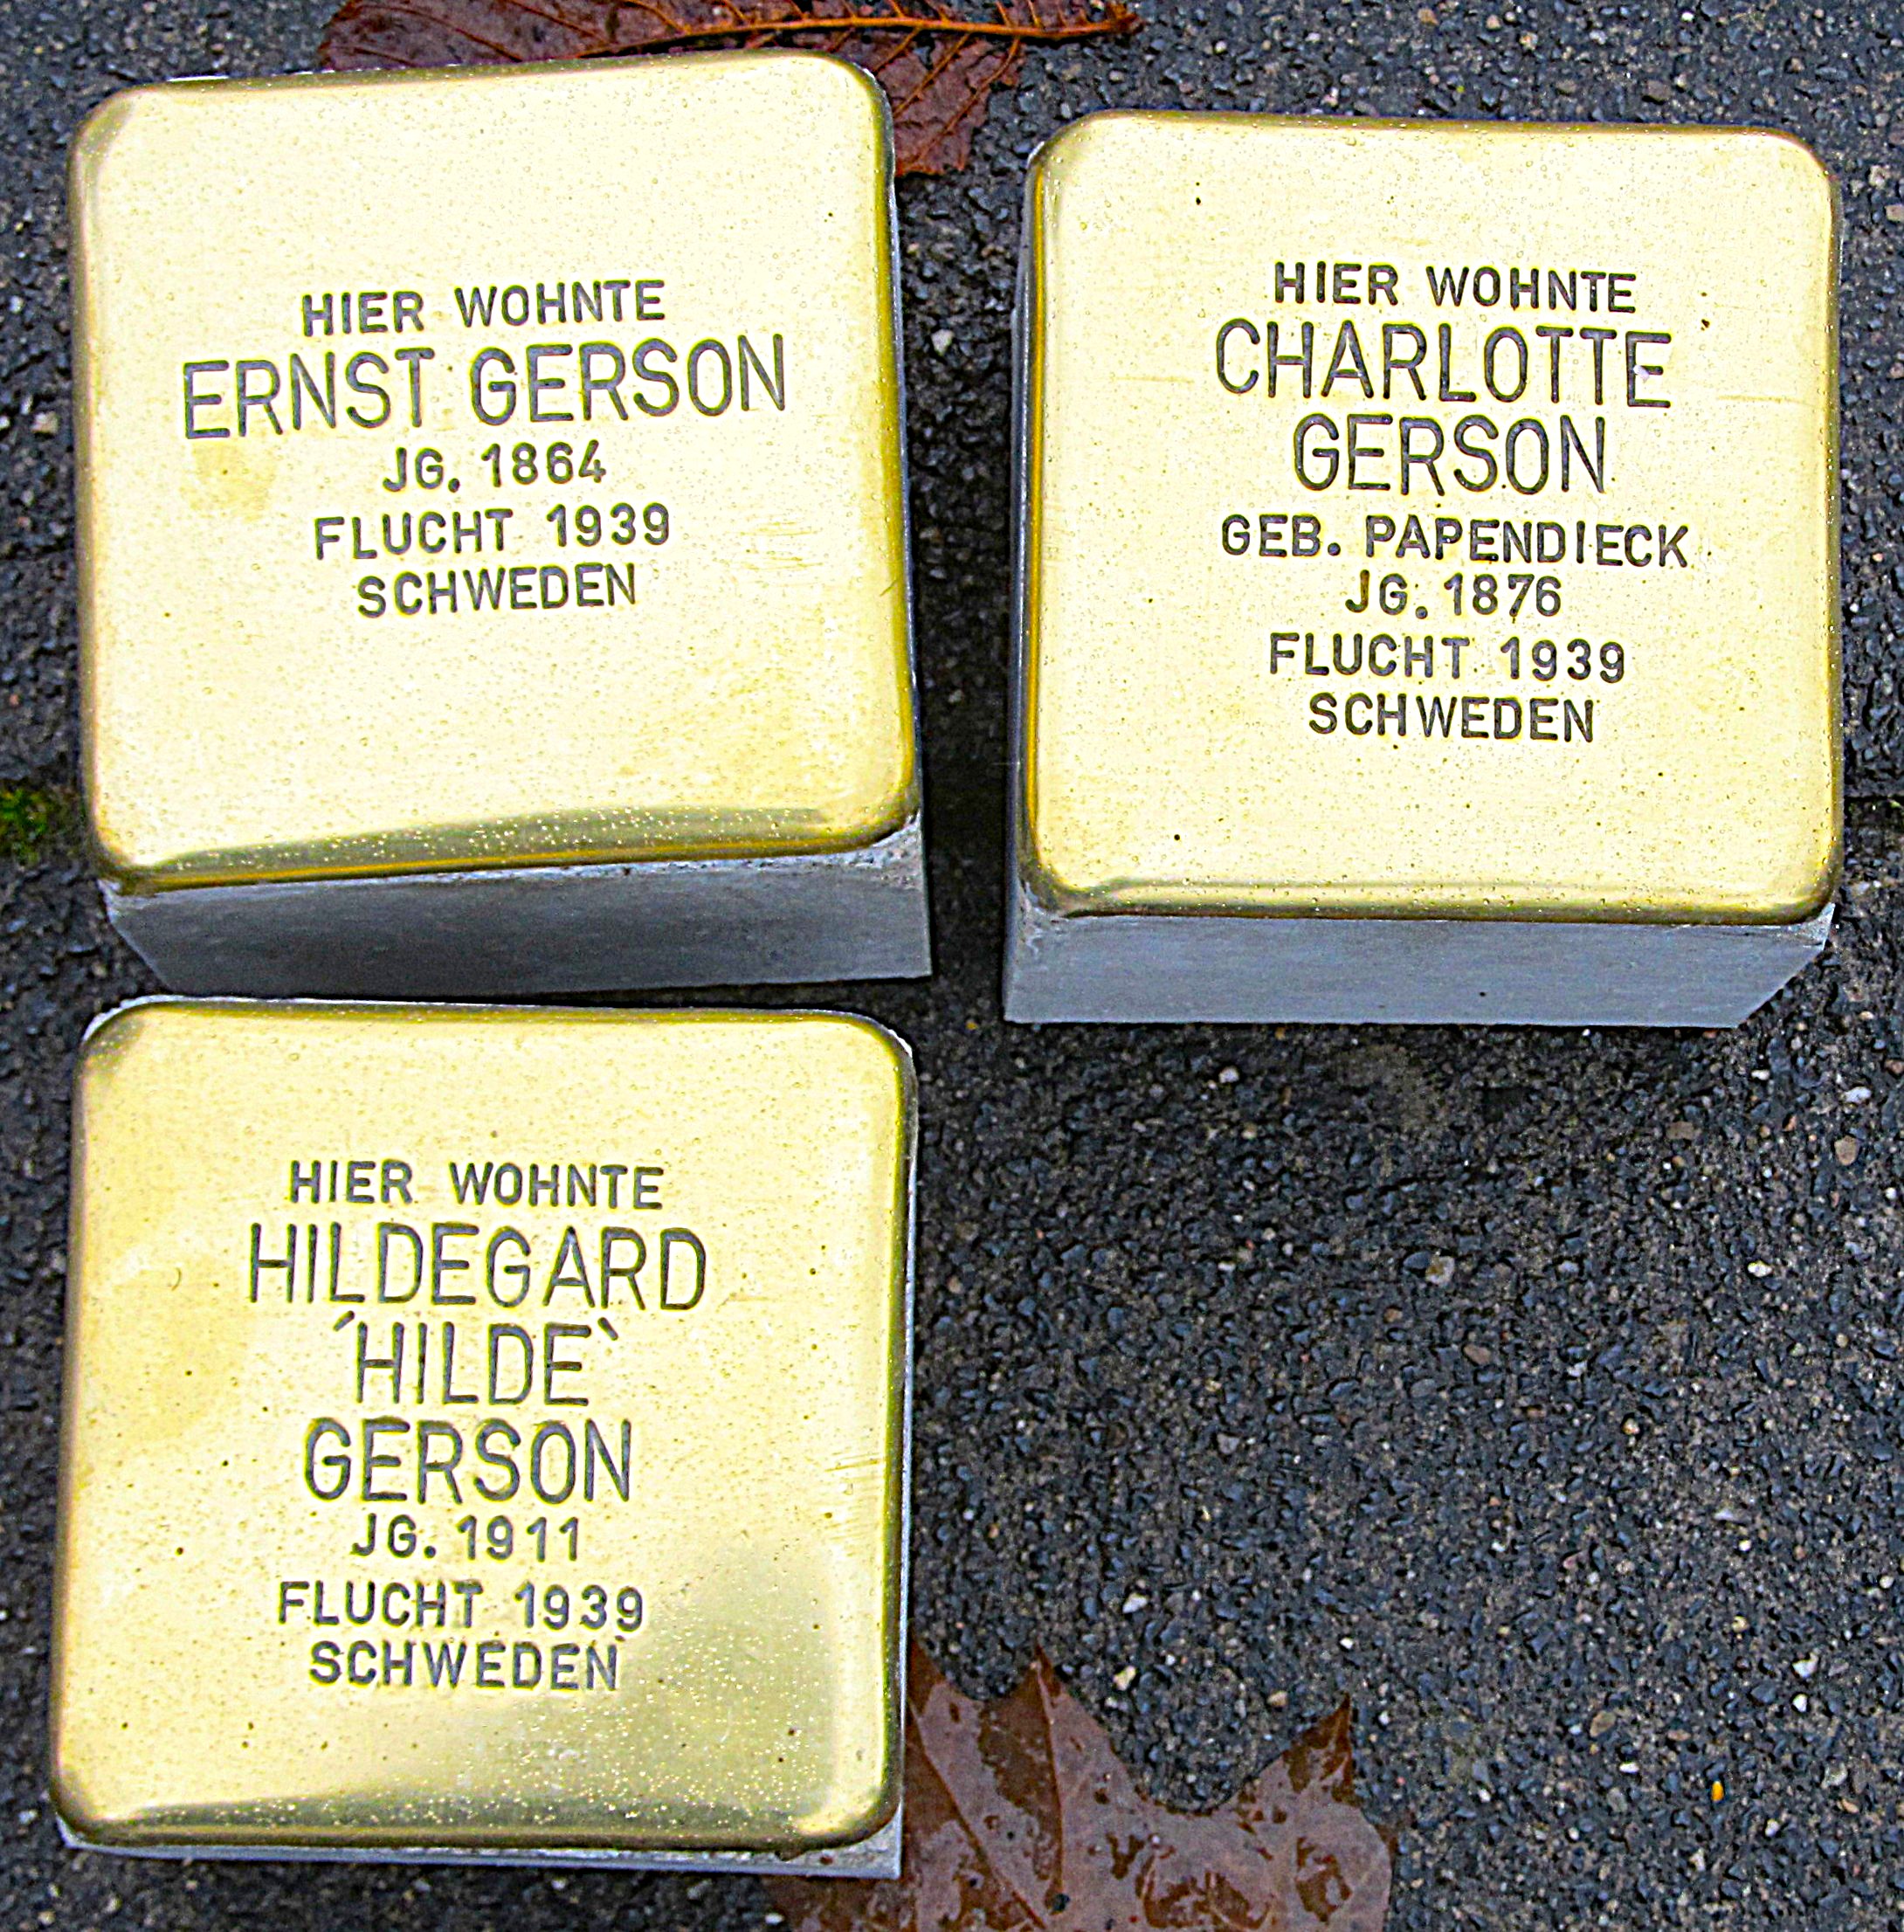 HIER WOHNTE
ERNST GERSON
JG. 1864
FLUCHT 1939
SCHWEDEN
HIER WOHNTE
CHARLOTTE
GERSON
GEB. PAPENDIECK
JG. 1876
FLUCHT 1939
SCHWEDEN
HIER WOHNTE
HILDEGARD
´HILDE`
GERSON
JG. 1911
FLUCHT 1939
SCHWEDEN